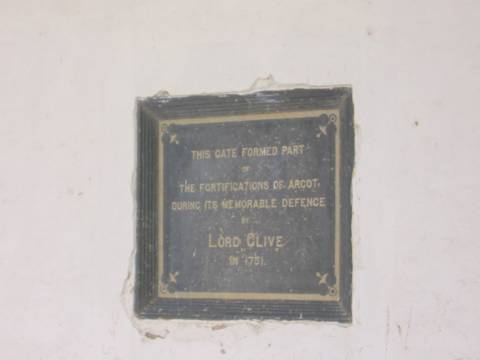 THIS GATE FORMED PART
OF
THE FORTIFICATIONS OF ARCOT,
DURING ITS MEMORABLE DEFENCE
BY
LORD CLIVE
IN 1751.